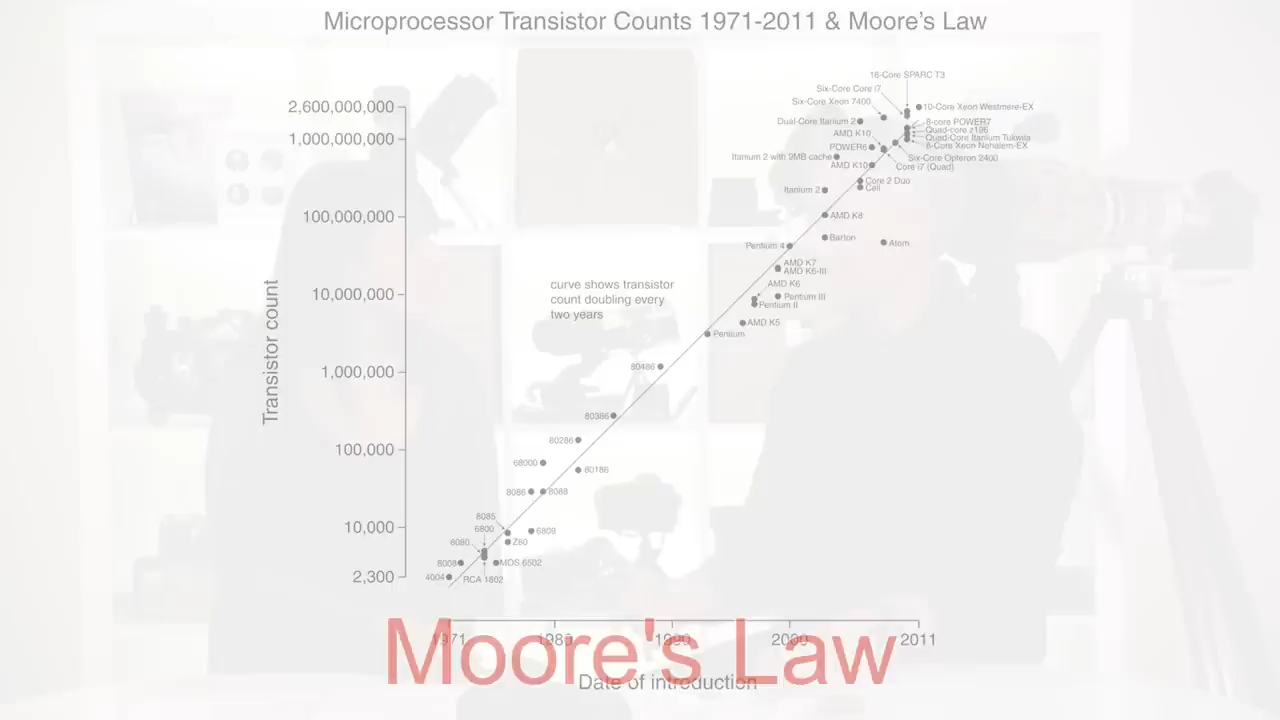 Microprocessor Transistor Counts 1971-2011 & Moore's Law
16-Core SPARC T3
Six-Core Core i7
Six-Core Xeon 7400
2,600,000,000
10-Core Xeon Westmere-EX
Dual-Core Itanium 2
8-core POWER7
Quad-core z196
AMD K10
1,000,000,000
Quad-Core Itanium Tukwila
POWER6
8-Core Xeon Nehalem-EX
Itanium 2 with 9MB cache
Six-Core Opteron 2400
AMD K10
Core i7 (Quad)
Core 2 Duo
Itanium 2
Cell
100,000,000
AMD K8
Barton
Pentium 4
Atom
AMD K7
AMD K6-III
curve shows transistor
count doubling every
two years
AMD K6
10,000,000
Pentium III
Pentium II
AMD K5
Pentium
Transistor count
1,000,000
80486
80386
100,000
80286
68000
80186
8086
8088
8085
10,000
6800
6809
8080
Z80
8008
MOS 6502
2,300
4004
RCA 1802
1971
1980
1990
2000
2011
Moore's Law
Date of introduction